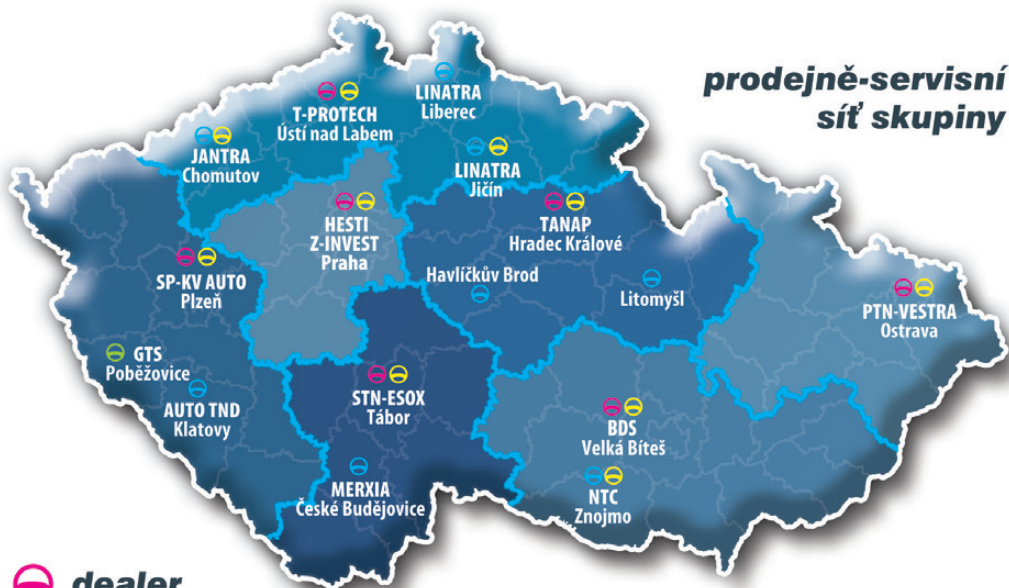 prodejně-servisní
síť skupiny
LINATRA
Liberec
T-PROTECH
Ústí nad Labem
JANTRA
Chomutov
LINATRA
Jičín
HESTI
Z-INVEST
Praha
TANAP
Hradec Králové
SP-KV AUTO
Plzeň
Havlíčkův Brod
Litomyšl
PTN-VESTRA
Ostrava
GTS
Poběžovice
AUTO TND
Klatovy
STN-ESOX
Tábor
BDS
Velká Bíteš
MERXIA
České Budějovice
NTC
Znojmo
dealer